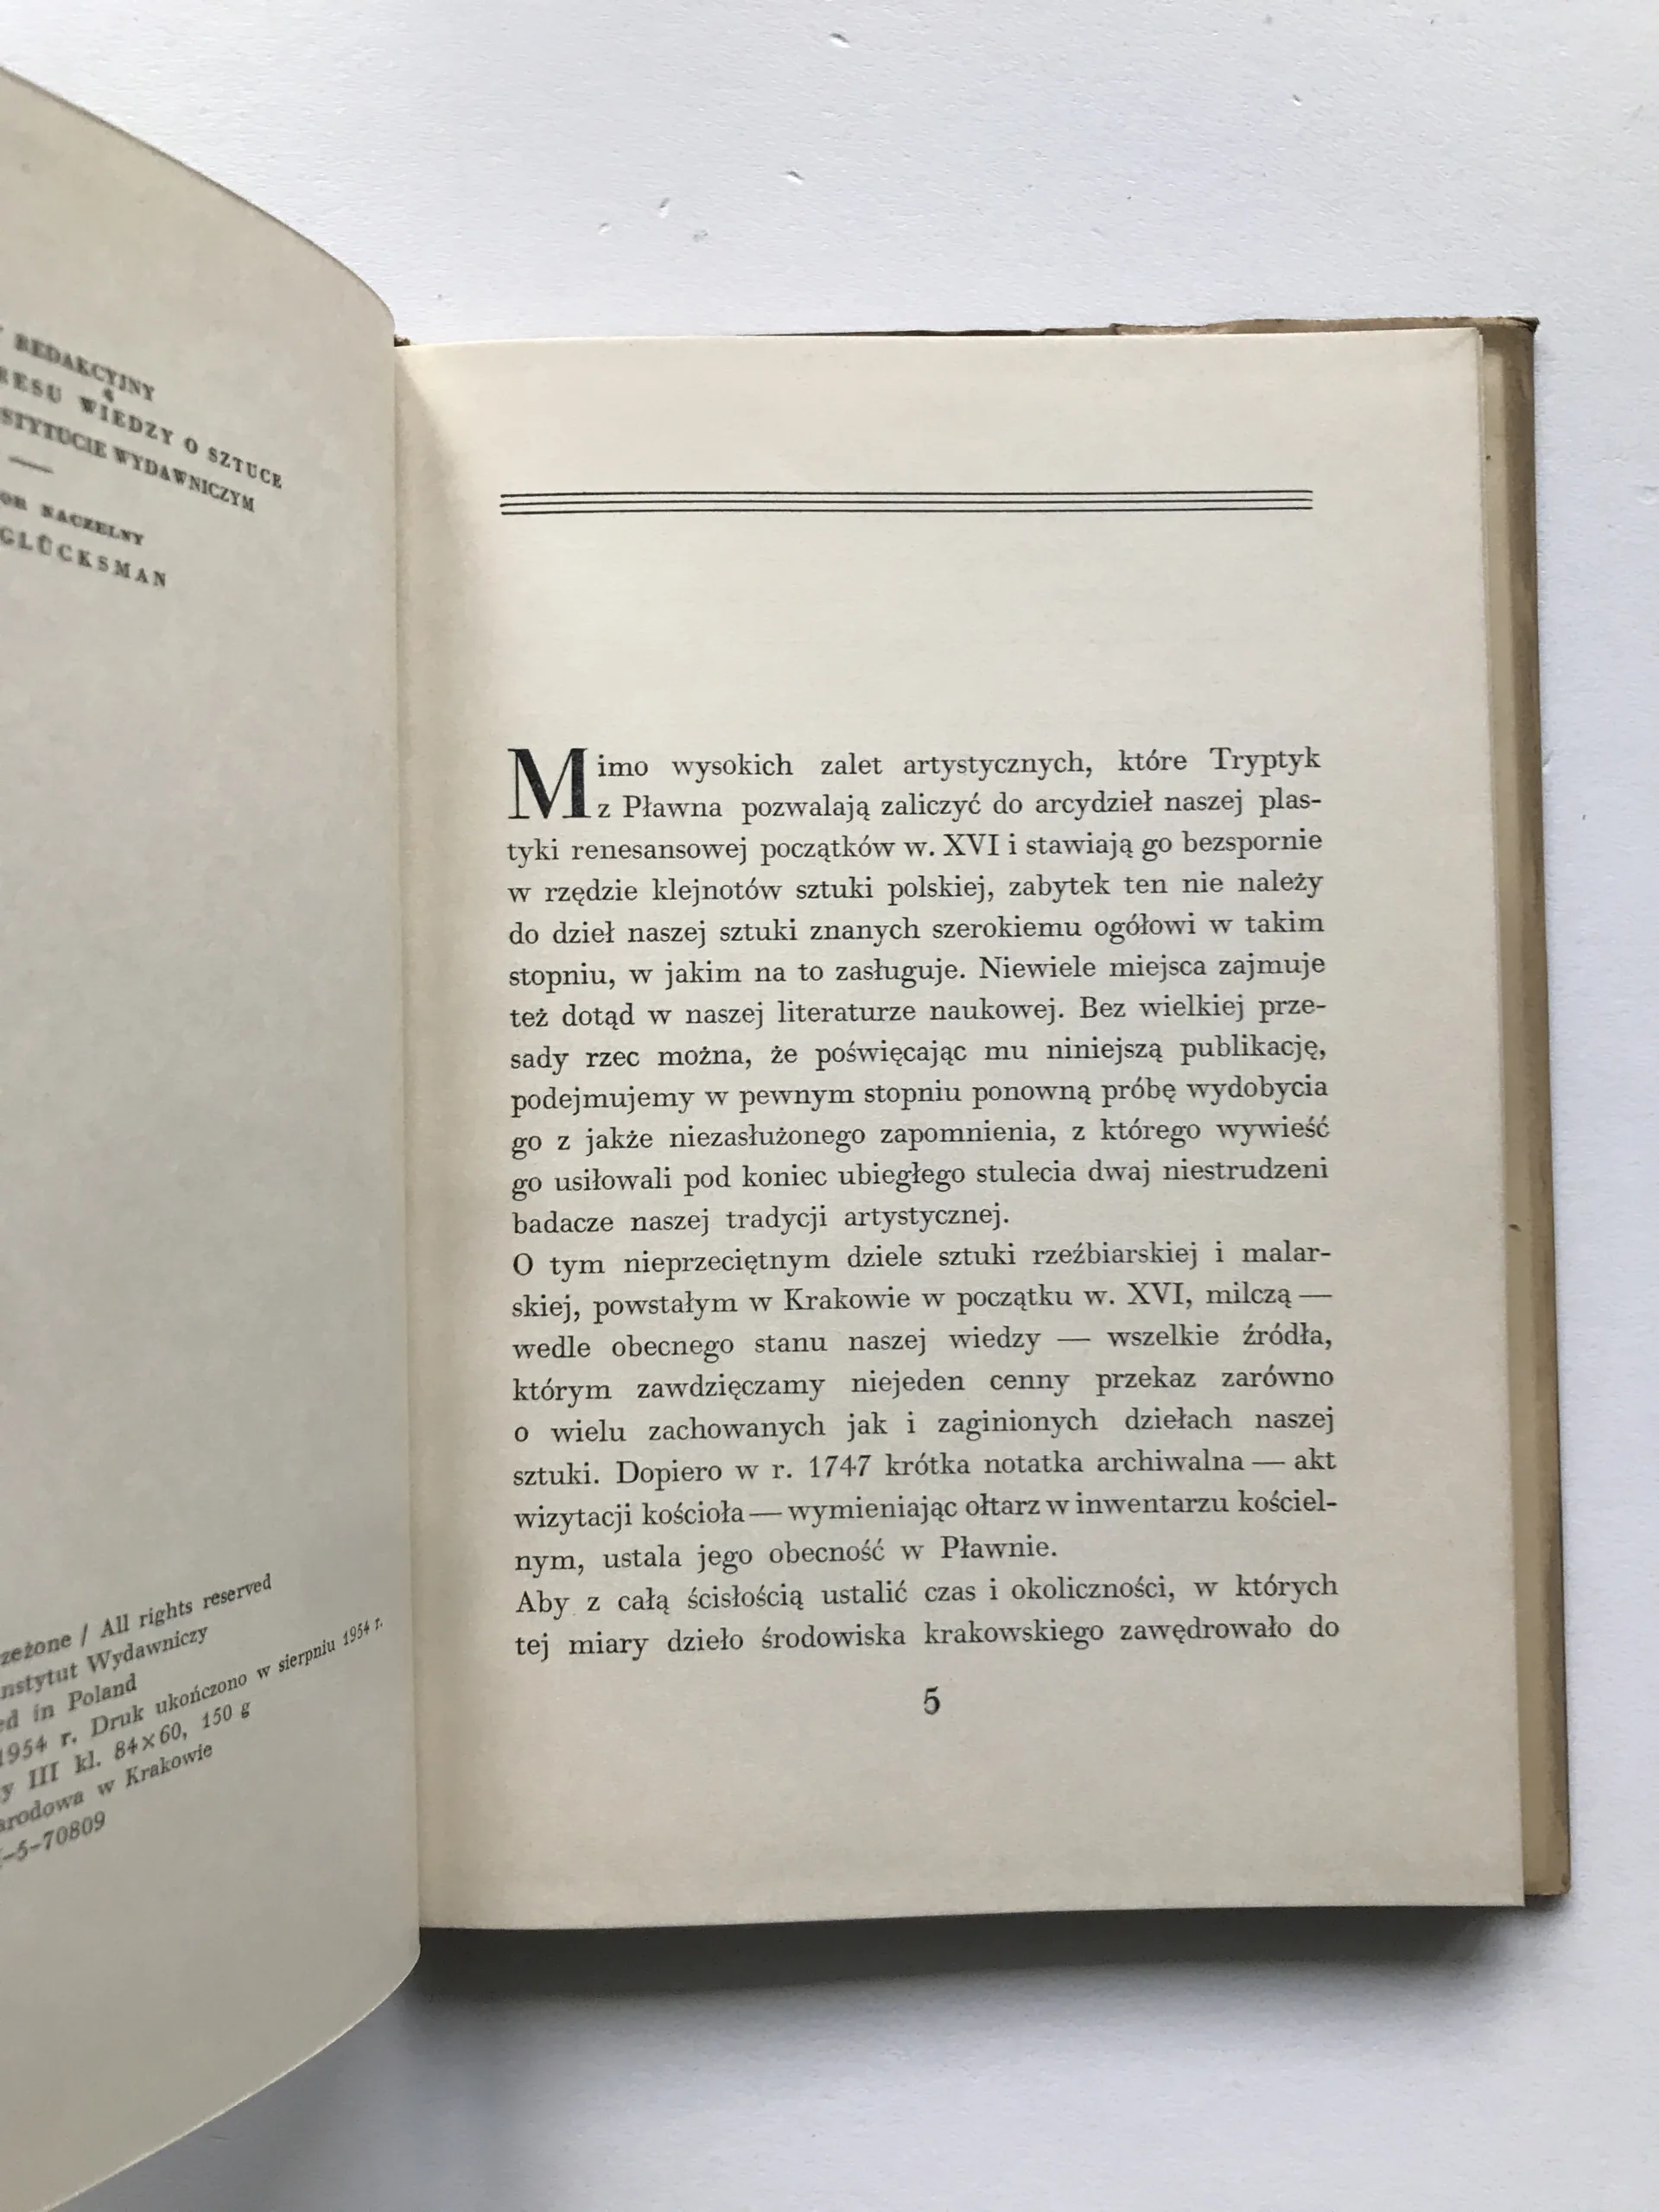 REDAKCYJNY
WIEDZY O SZTUCE
WYDAWNICZYM
NACZELNY
GLÜCKSMAN
All rights reserved
Wydawniczy
in Poland
1954 r. Druk ukończono w sierpniu 1954 r.
III kl. 84×60, 150 g
w Krakowie
-5-70809
Mimo wysokich zalet artystycznych, które Tryptyk
z Pławna pozwalają zaliczyć do arcydzieł naszej plas-
tyki renesansowej początków w. XVI i stawiają go bezspornie
w rzędzie klejnotów sztuki polskiej, zabytek ten nie należy
do dzieł naszej sztuki znanych szerokiemu ogółowi w takim
stopniu, w jakim na to zasługuje. Niewiele miejsca zajmuje
też dotąd w naszej literaturze naukowej. Bez wielkiej prze-
sady rzec można, że poświęcając mu niniejszą publikację,
podejmujemy w pewnym stopniu ponowną próbę wydobycia
go z jakże niezasłużonego zapomnienia, z którego wywieść
go usiłowali pod koniec ubiegłego stulecia dwaj niestrudzeni
badacze naszej tradycji artystycznej.
O tym nieprzeciętnym dziele sztuki rzeźbiarskiej i malar-
skiej, powstałym w Krakowie w początku w. XVI, milczą —
wedle obecnego stanu naszej wiedzy — wszelkie źródła,
którym zawdzięczamy niejeden cenny przekaz zarówno
o wielu zachowanych jak i zaginionych dziełach naszej
sztuki. Dopiero w r. 1747 krótka notatka archiwalna — akt
wizytacji kościoła — wymieniając ołtarz w inwentarzu kościel-
nym, ustala jego obecność w Pławnie.
Aby z całą ścisłością ustalić czas i okoliczności, w których
tej miary dzieło środowiska krakowskiego zawędrowało do
5